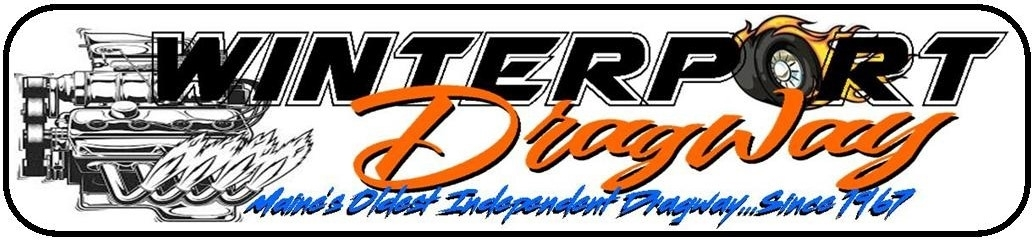 WINTERPORT
Dragway
Maine's Oldest Independent Dragway...Since 1967